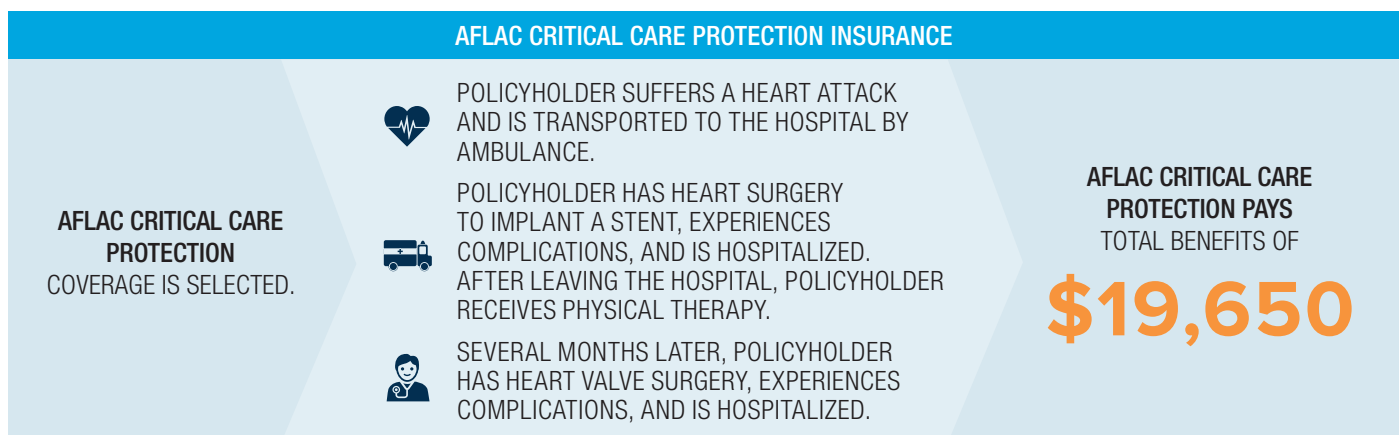 AFLAC CRITICAL CARE PROTECTION INSURANCE
AFLAC CRITICAL CARE
PROTECTION
COVERAGE IS SELECTED.
POLICYHOLDER SUFFERS A HEART ATTACK
AND IS TRANSPORTED TO THE HOSPITAL BY
AMBULANCE.
POLICYHOLDER HAS HEART SURGERY
TO IMPLANT A STENT, EXPERIENCES
COMPLICATIONS, AND IS HOSPITALIZED.
AFTER LEAVING THE HOSPITAL, POLICYHOLDER
RECEIVES PHYSICAL THERAPY.
SEVERAL MONTHS LATER, POLICYHOLDER
HAS HEART VALVE SURGERY, EXPERIENCES
COMPLICATIONS, AND IS HOSPITALIZED.
AFLAC CRITICAL CARE
PROTECTION PAYS
TOTAL BENEFITS OF
$19,650